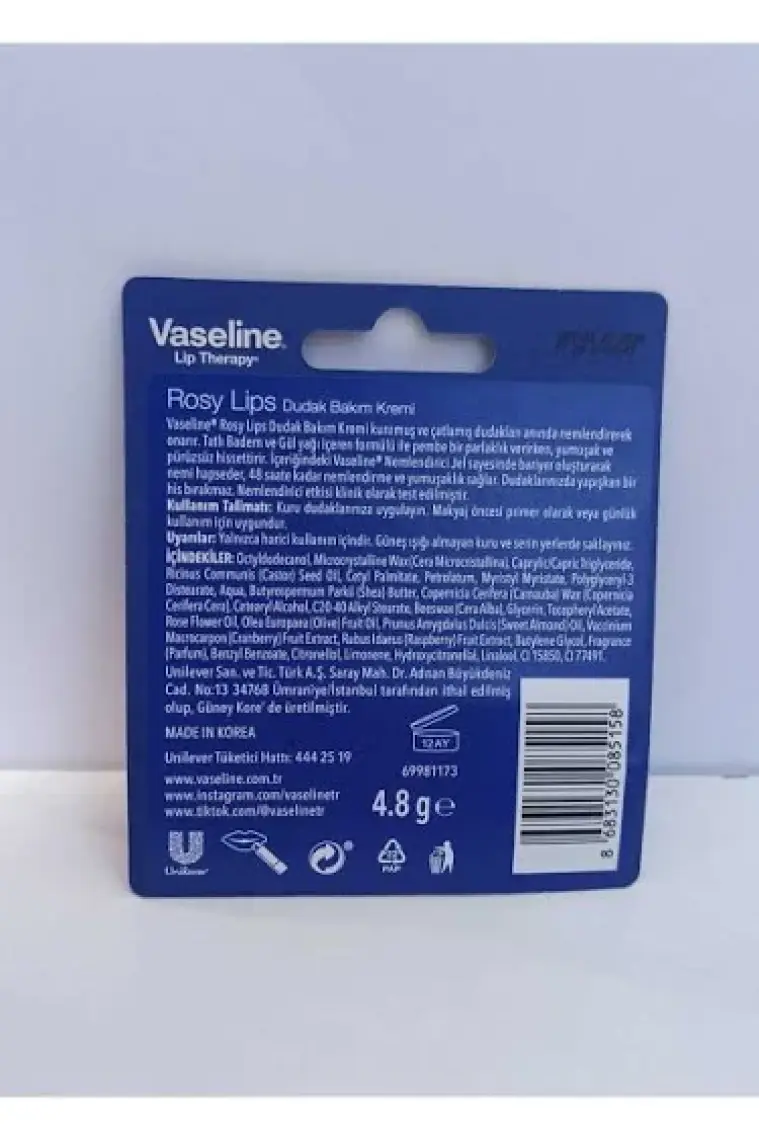 Vaseline®
Lip Therapy®
Rosy Lips Dudak Bakım Kremi
Vaseline® Rosy Lips Dudak Bakım Kremi kurumuş ve çatlamış dudakları anında nemlendirerek
onarır. Tatlı Badem ve Gül yağı içeren formülü ile pembe bir parlaklık verirken, yumuşak ve
pürüzsüz hissettirir. İçeriğindeki Vaseline® Nemlendirici Jel sayesinde bariyer oluşturarak
nemi hapseder, 48 saate kadar nemlendirme ve yumuşaklık sağlar. Dudaklarınızda yapışkan bir
his bırakmaz. Nemlendirici etkisi klinik olarak test edilmiştir.
Kullanım Talimatı: Kuru dudaklarınıza uygulayın. Makyaj öncesi primer olarak veya günlük
kullanım için uygundur.
Uyarılar: Yalnızca harici kullanım içindir. Güneş ışığı almayan kuru ve serin yerlerde saklayınız.
İÇİNDEKİLER: Octyldodecanol, Microcrystalline Wax (Cera Microcristallina), Caprylic/Capric Triglyceride,
Ricinus Communis (Castor) Seed Oil, Cetyl Palmitate, Petrolatum, Myristyl Myristate, Polyglyceryl-3
Distearate, Aqua, Butyrospermum Parkii (Shea) Butter, Copernicia Cerifera (Carnauba) Wax (Copernicia
Cerifera Cera), Cetearyl Alcohol, C20-40 Alkyl Stearate, Beeswax (Cera Alba), Glycerin, Tocopheryl Acetate,
Rose Flower Oil, Olea Europaea (Olive) Fruit Oil, Prunus Amygdalus Dulcis (Sweet Almond) Oil, Vaccinium
Macrocarpon (Cranberry) Fruit Extract, Rubus Idaeus (Raspberry) Fruit Extract, Butylene Glycol, Fragrance
(Parfum), Benzyl Benzoate, Citronellol, Limonene, Hydroxycitronellal, Linalool, CI 15850, CI 77491.
Unilever San. ve Tic. Türk A.Ş. Saray Mah. Dr. Adnan Büyükdeniz
Cad. No:13 34768 Ümraniye/İstanbul tarafından ithal edilmiş
olup, Güney Kore' de üretilmiştir.
MADE IN KOREA
12 AY
Unilever Tüketici Hattı: 444 25 19
69981173
www.vaseline.com.tr
www.instagram.com/vaselinetr
www.tiktok.com/@vaselinetr
4.8 g e
Unilever
PAP
8 683130 085158